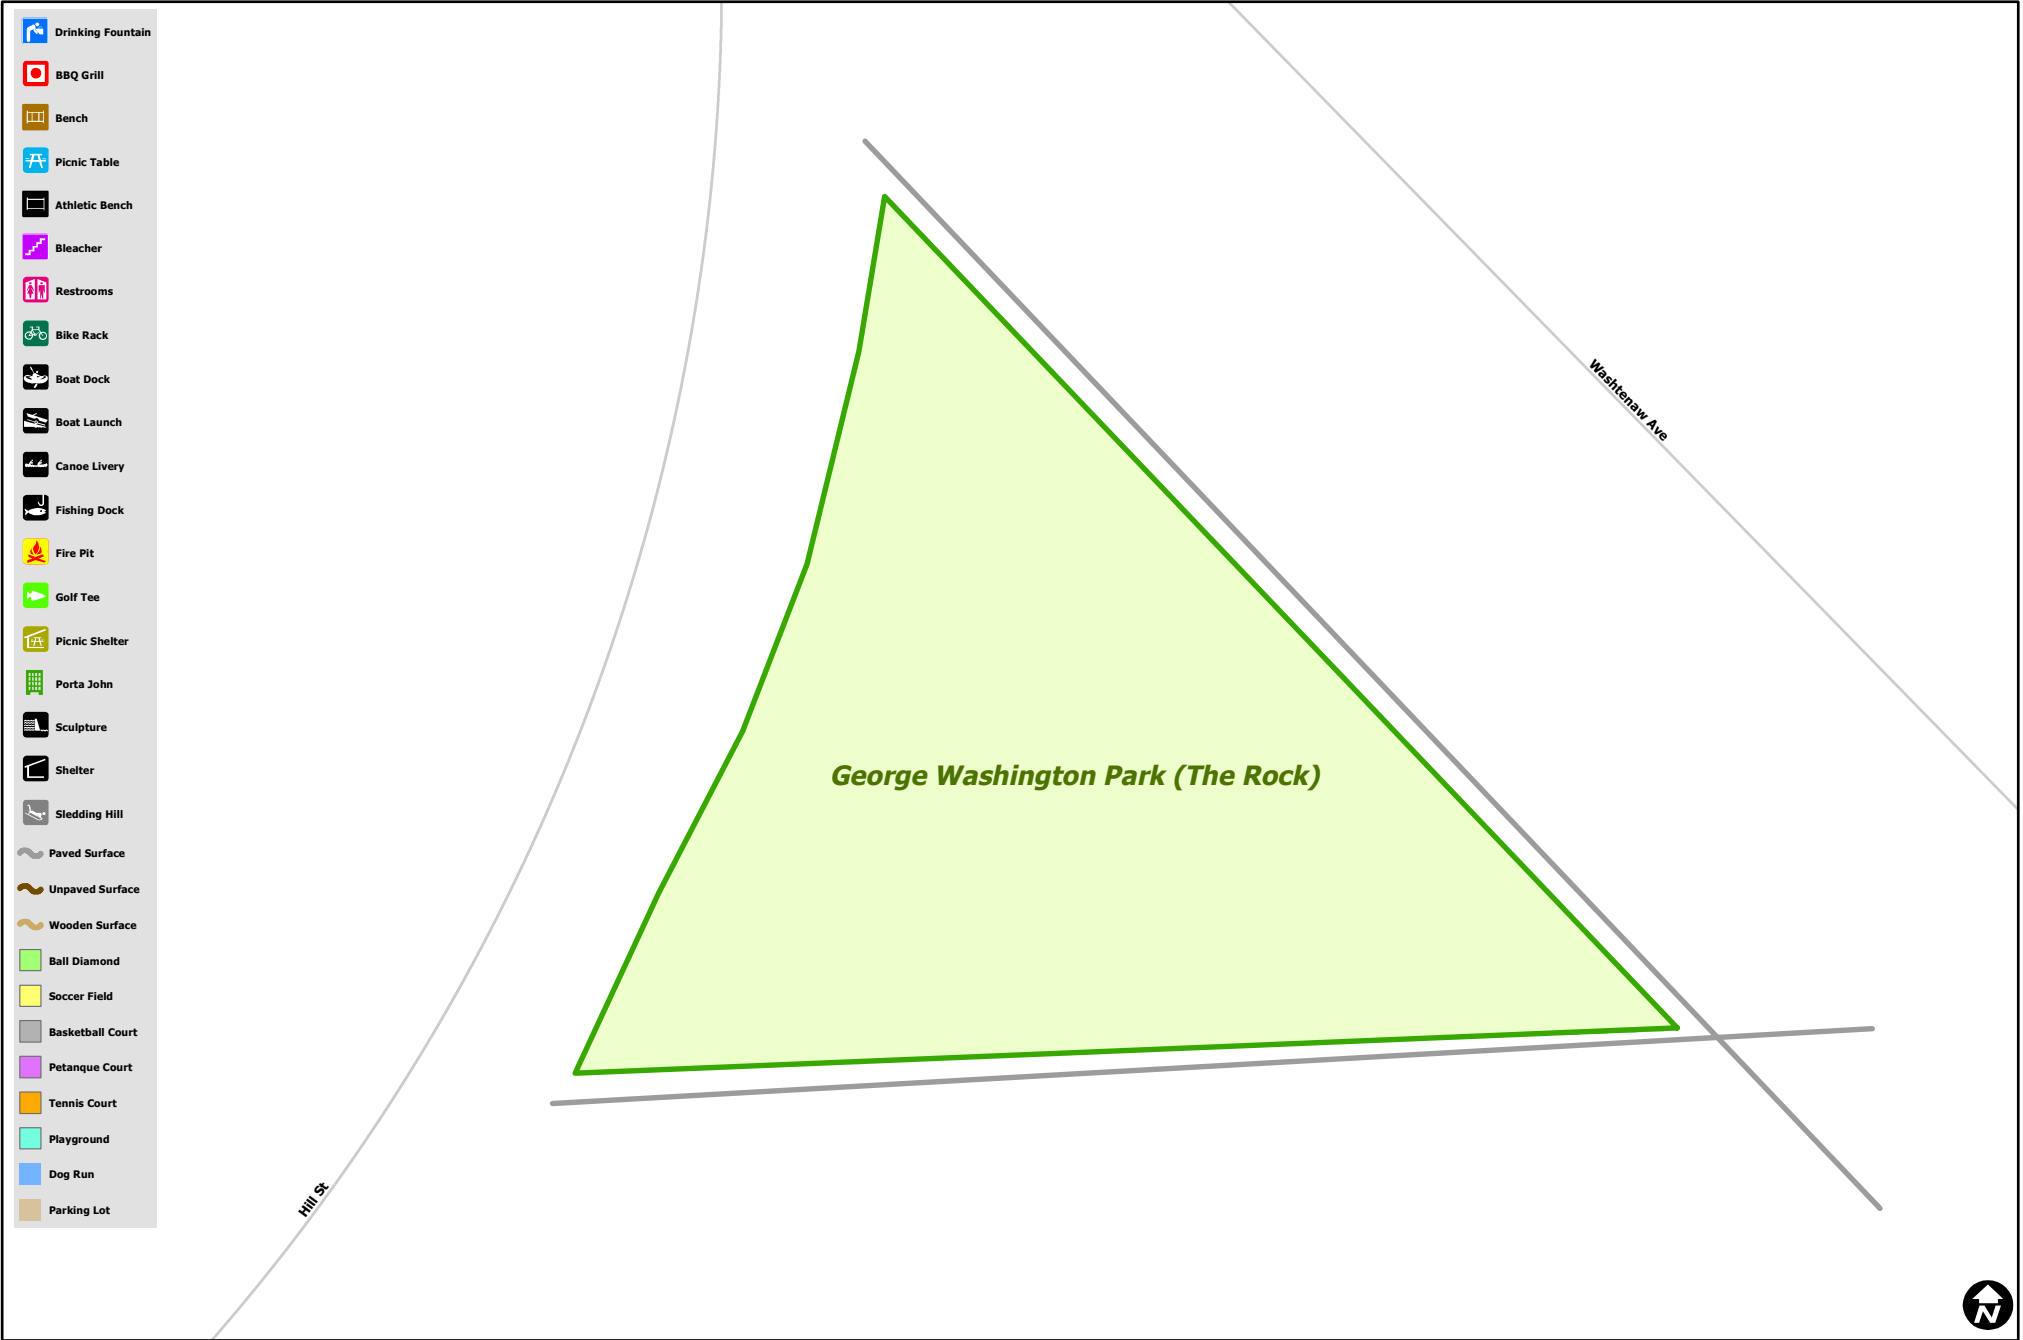 Drinking Fountain
BBQ Grill
Bench
Picnic Table
Athletic Bench
Bleacher
Restrooms
Bike Rack
Boat Dock
Boat Launch
Canoe Livery
Fishing Dock
Fire Pit
Golf Tee
Picnic Shelter
Porta John
Sculpture
Shelter
Sledding Hill
Paved Surface
Unpaved Surface
Wooden Surface
Ball Diamond
Soccer Field
Basketball Court
Petanque Court
Tennis Court
Playground
Dog Run
Parking Lot
Washtenaw Ave
George Washington Park (The Rock)
Hill St
N